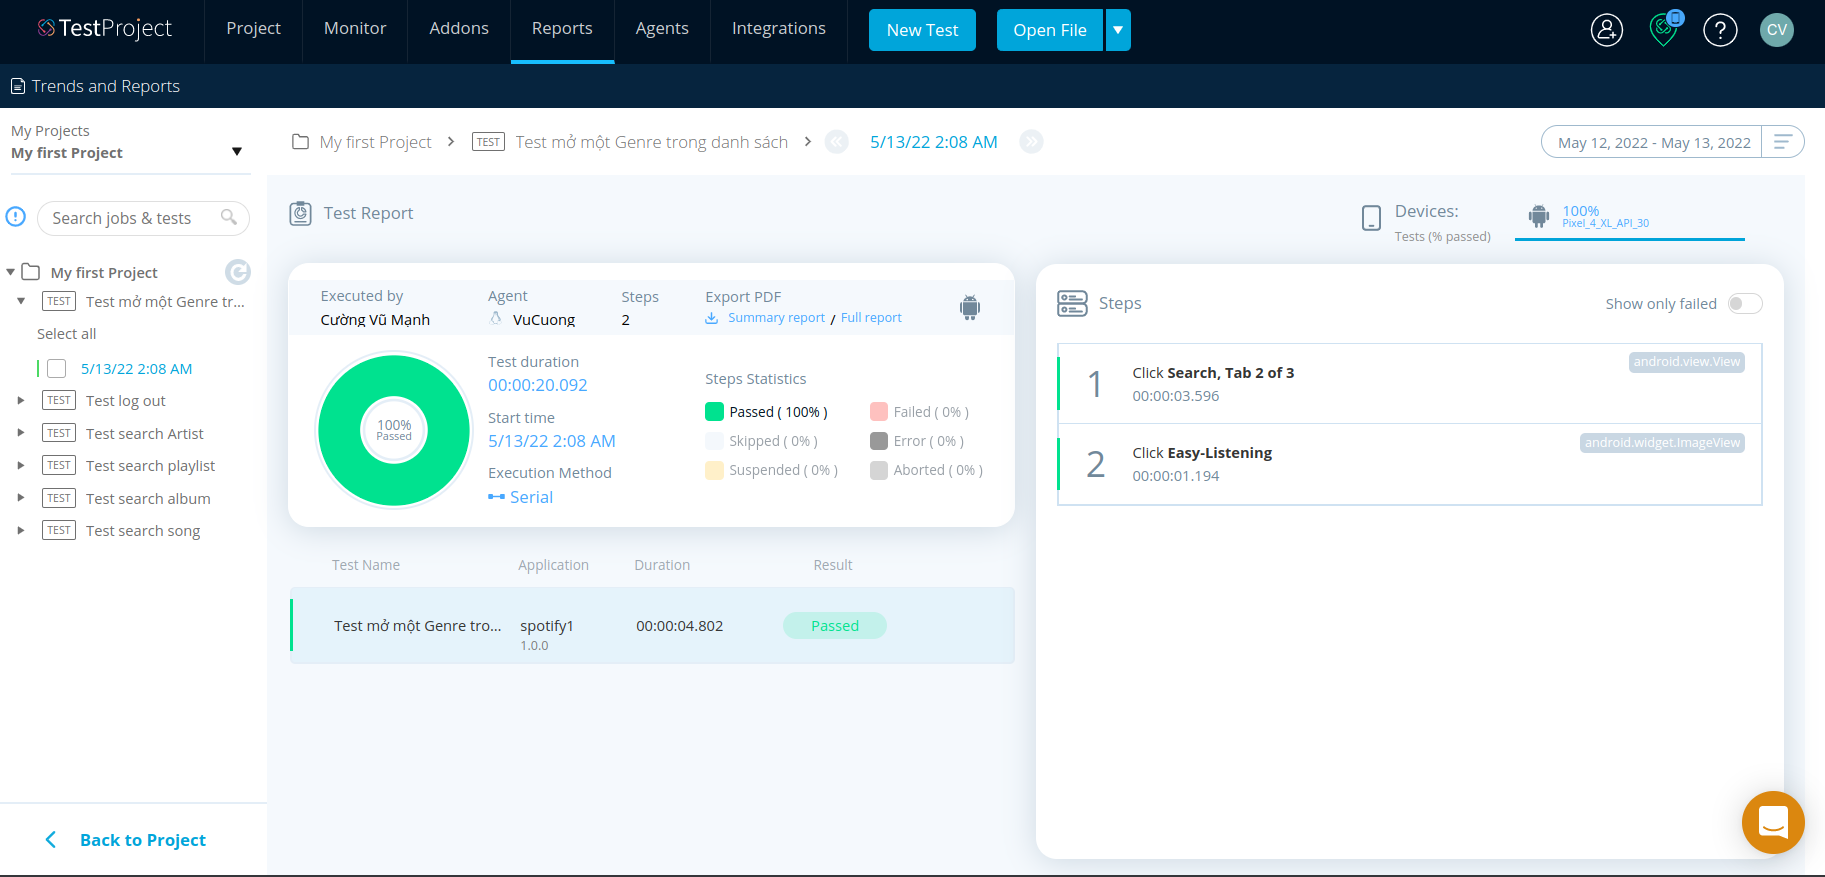 TestProject
Project
Monitor
Addons
Reports
Agents
Integrations
New Test
Open File
CV
Trends and Reports
My Projects
My first Project
Search jobs & tests
My first Project
TEST Test mở một Genre tr...
Select all
5/13/22 2:08 AM
TEST Test log out
TEST Test search Artist
TEST Test search playlist
TEST Test search album
TEST Test search song
Back to Project
My first Project
TEST Test mở một Genre trong danh sách
5/13/22 2:08 AM
May 12, 2022 - May 13, 2022
Test Report
Devices:
Tests (% passed)
100%
Pixel_4_XL_API_30
Executed by
Cường Vũ Mạnh
Agent
VuCuong
Steps
2
Export PDF
Summary report / Full report
100%
Passed
Test duration
00:00:20.092
Start time
5/13/22 2:08 AM
Execution Method
Serial
Steps Statistics
Passed ( 100% )
Failed ( 0% )
Skipped ( 0% )
Error ( 0% )
Suspended ( 0% )
Aborted ( 0% )
Test Name
Application
Duration
Result
Test mở một Genre tro...
spotify1
1.0.0
00:00:04.802
Passed
Steps
Show only failed
1
Click Search, Tab 2 of 3
00:00:03.596
android.view.View
2
Click Easy-Listening
00:00:01.194
android.widget.ImageView